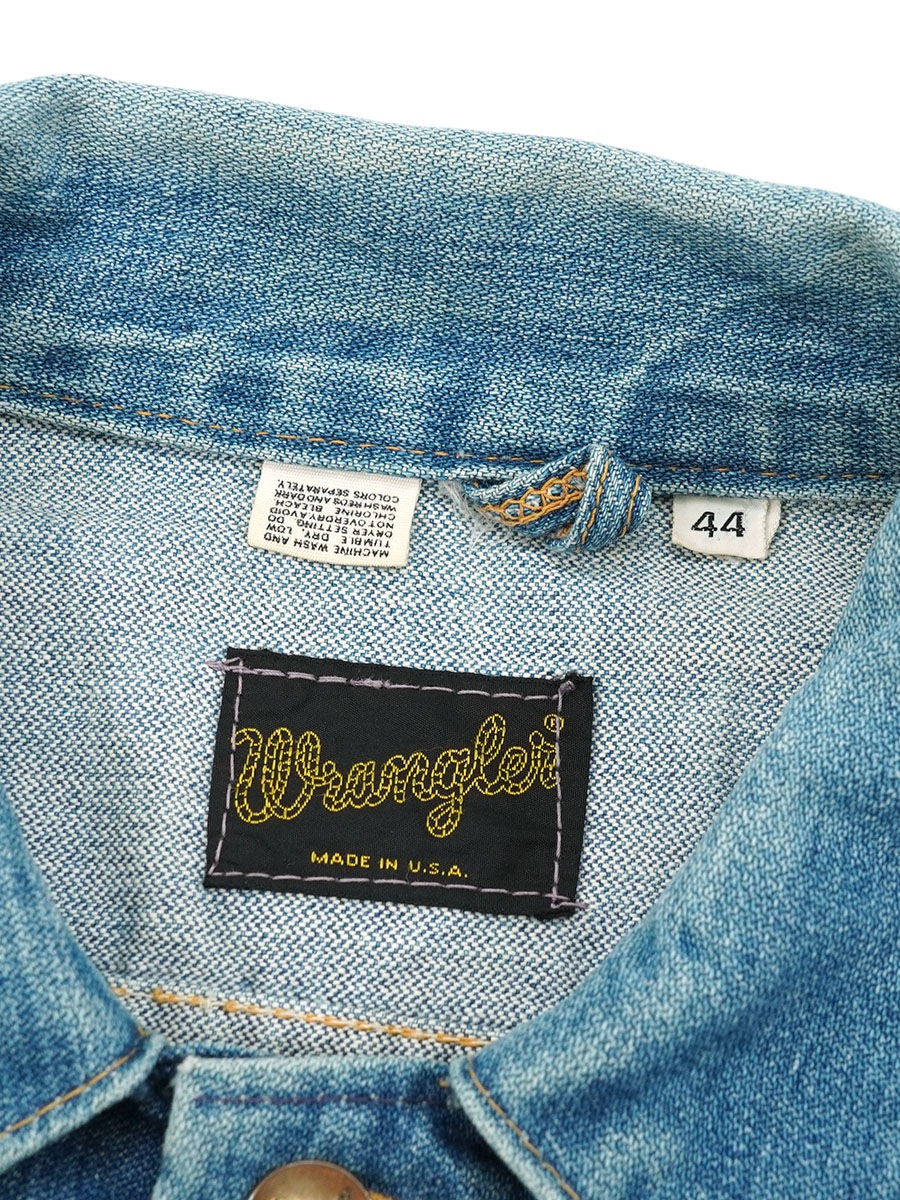 MACHINE WASH AND
TUMBLE DRY, LOW
DRYER SETTING. DO
NOT OVERDRY.AVOID
CHLORINE BLEACH
WASH REDS AND DARK
COLORS SEPARATELY.
44
Wrangler®
MADE IN U.S.A.